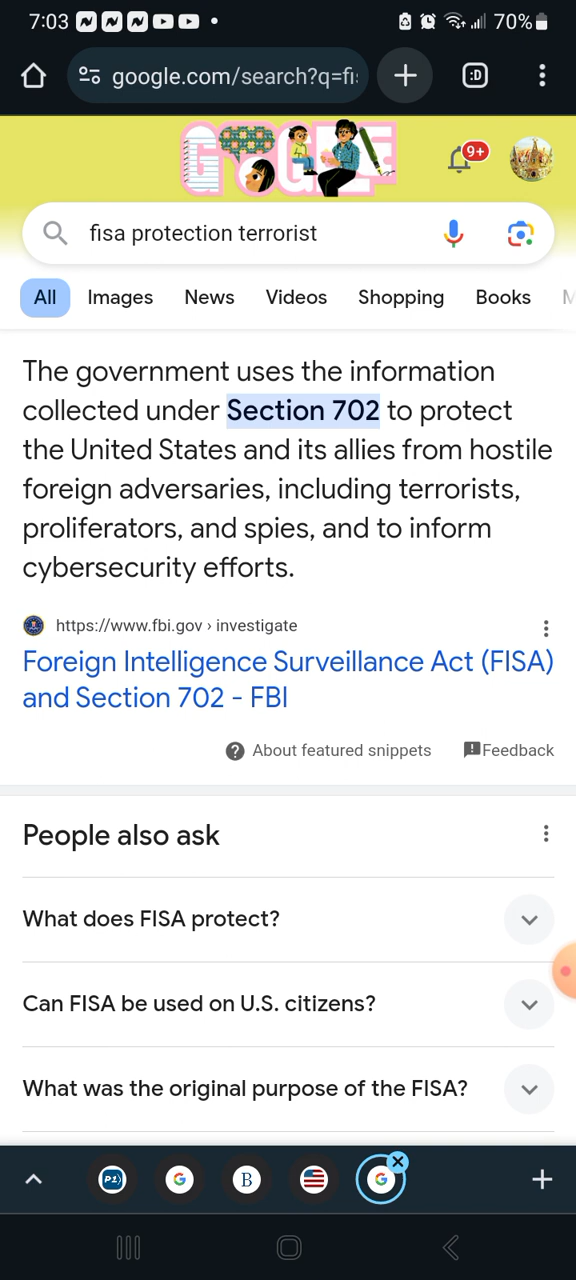 7:03
70%
google.com/search?q=fi
:D
GOOGLE
9+
fisa protection terrorist
All Images News Videos Shopping Books
The government uses the information
collected under Section 702 to protect
the United States and its allies from hostile
foreign adversaries, including terrorists,
proliferators, and spies, and to inform
cybersecurity efforts.
https://www.fbi.gov › investigate
Foreign Intelligence Surveillance Act (FISA)
and Section 702 - FBI
About featured snippets Feedback
People also ask
What does FISA protect?
Can FISA be used on U.S. citizens?
What was the original purpose of the FISA?
P1 G B G